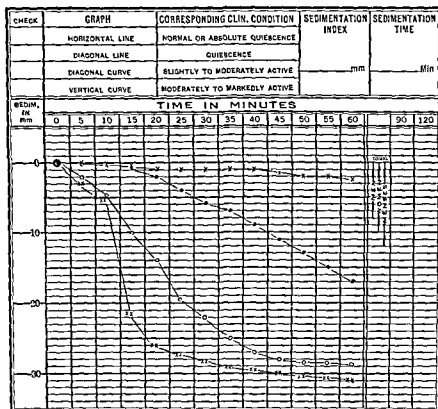 CHECK GRAPH CORRESPONDING CLIN. CONDITION SEDIMENTATION INDEX SEDIMENTATION TIME
HORIZONTAL LINE NORMAL OR ABSOLUTE QUIESCENCE
DIAGONAL LINE QUIESCENCE
DIAGONAL CURVE SLIGHTLY TO MODERATELY ACTIVE mm Min
VERTICAL CURVE MODERATELY TO MARKEDLY ACTIVE
SEDIM. IN mm TIME IN MINUTES
0 5 10 15 20 25 30 35 40 45 50 55 60 90 120
0
MEN
WOMEN
MENSES
10
20
30